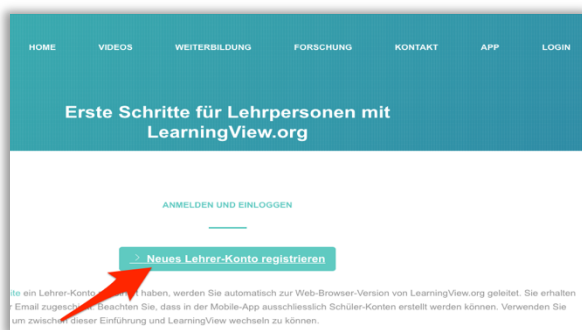 HOME VIDEOS WEITERBILDUNG FORSCHUNG KONTAKT APP LOGIN
Erste Schritte für Lehrpersonen mit
LearningView.org
ANMELDEN UND EINLOGGEN
> Neues Lehrer-Konto registrieren
ein Lehrer-Konto haben, werden Sie automatisch zur Web-Browser-Version von LearningView.org geleitet. Sie erhalten
Email Beachten Sie, dass in der Mobile-App ausschliesslich Schüler-Konten erstellt werden können. Verwenden Sie
um zwischen dieser Einführung und LearningView wechseln zu können.